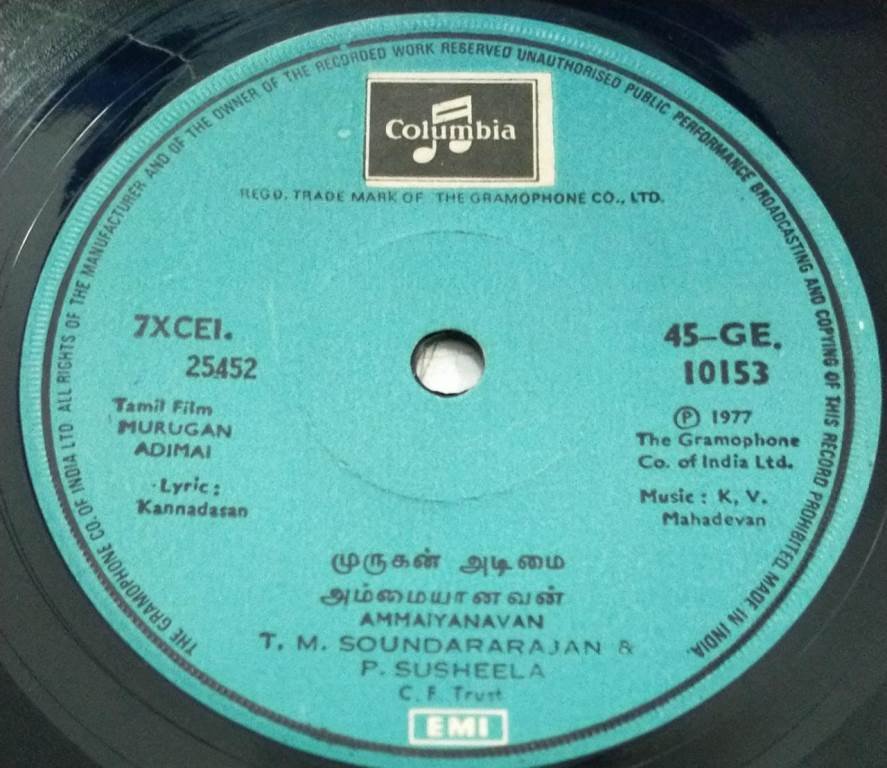 THE GRAMOPHONE CO. OF INDIA LTD. ALL RIGHTS OF THE MANUFACTURER AND OF THE OWNER OF THE RECORDED WORK RESERVED UNAUTHORISED PUBLIC PERFORMANCE BROADCASTING AND COPYING OF THIS RECORD PROHIBITED. MADE IN INDIA.
Columbia
REGD. TRADE MARK OF THE GRAMOPHONE CO., LTD.
7XCEI.
25452
45-GE.
10153
Tamil Film
MURUGAN
ADIMAI
Ⓟ 1977
The Gramophone
Co. of India Ltd.
Lyric :
Kannadasan
Music : K. V.
Mahadevan
முருகன் அடிமை
அம்மையானவன்
AMMAIYANAVAN
T. M. SOUNDARARAJAN &
P. SUSHEELA
C. F. Trust
EMI